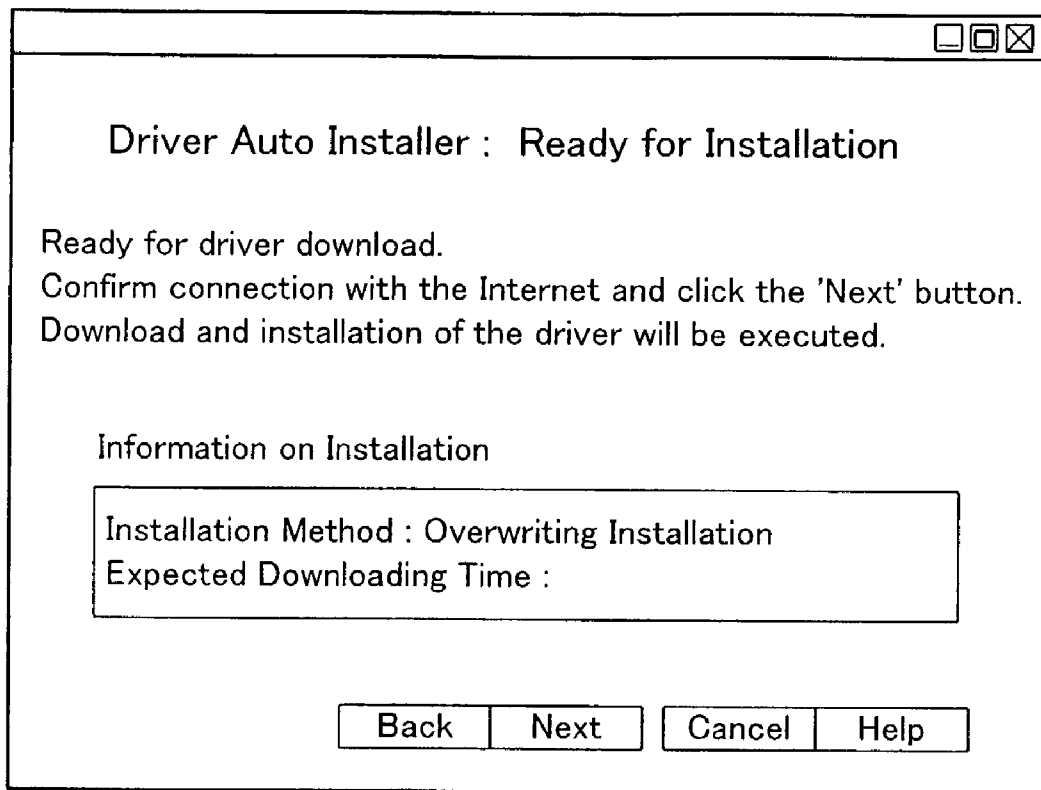 Driver Auto Installer : Ready for Installation
Ready for driver download.
Confirm connection with the Internet and click the 'Next' button.
Download and installation of the driver will be executed.
Information on Installation
Installation Method : Overwriting Installation
Expected Downloading Time :
Back Next Cancel Help